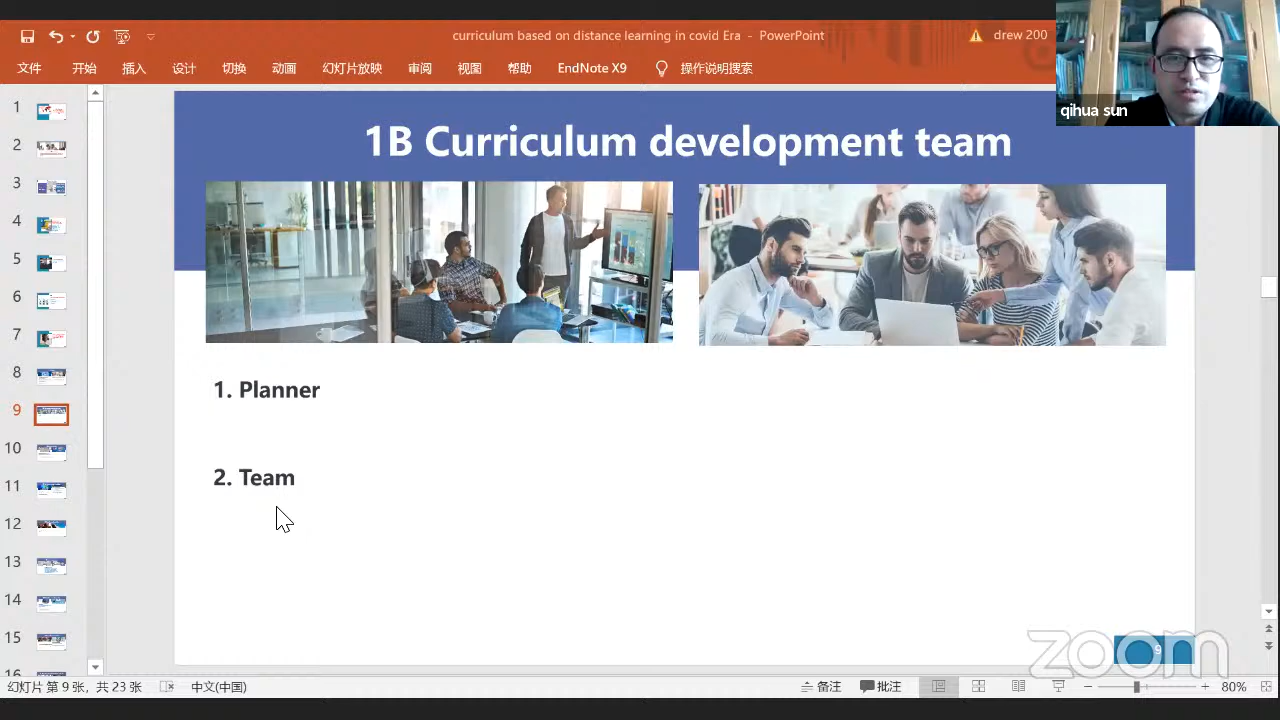 curriculum based on distance learning in covid Era - PowerPoint
drew 200
文件 开始 插入 设计 切换 动画 幻灯片放映 审阅 视图 帮助 EndNote X9 操作说明搜索
qihua sun
1
2
3
4
5
6
7
8
9
10
11
12
13
14
15
16
1B Curriculum development team
1. Planner
2. Team
9
zoom
幻灯片 第 9 张，共 23 张 中文(中国) 备注 批注 80%